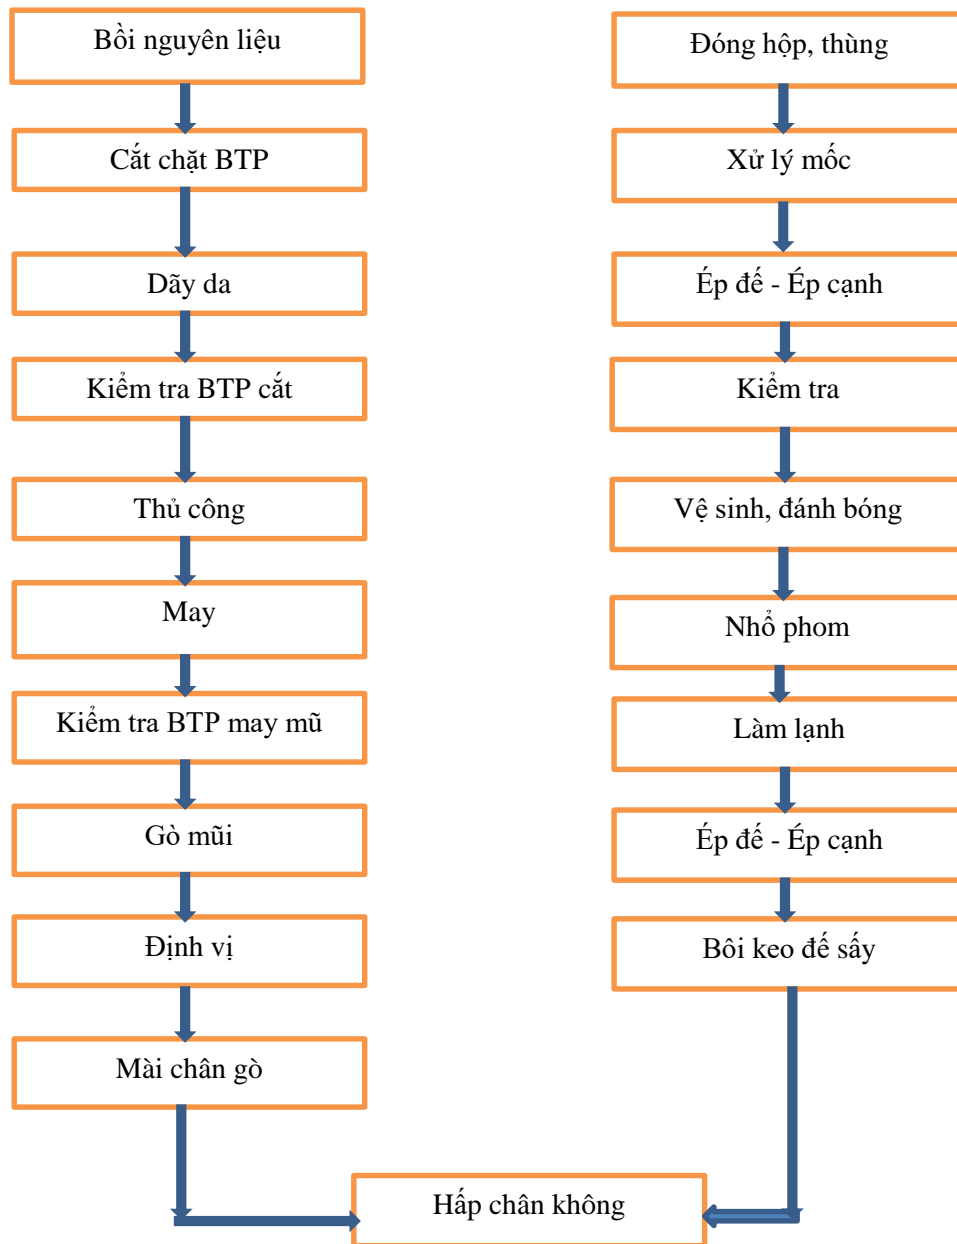 Bồi nguyên liệu
Cắt chặt BTP
Dãy da
Kiểm tra BTP cắt
Thủ công
May
Kiểm tra BTP may mũ
Gò mũi
Định vị
Mài chân gò
Hấp chân không
Đóng hộp, thùng
Xử lý mốc
Ép đế - Ép cạnh
Kiểm tra
Vệ sinh, đánh bóng
Nhổ phom
Làm lạnh
Ép đế - Ép cạnh
Bôi keo đế sấy